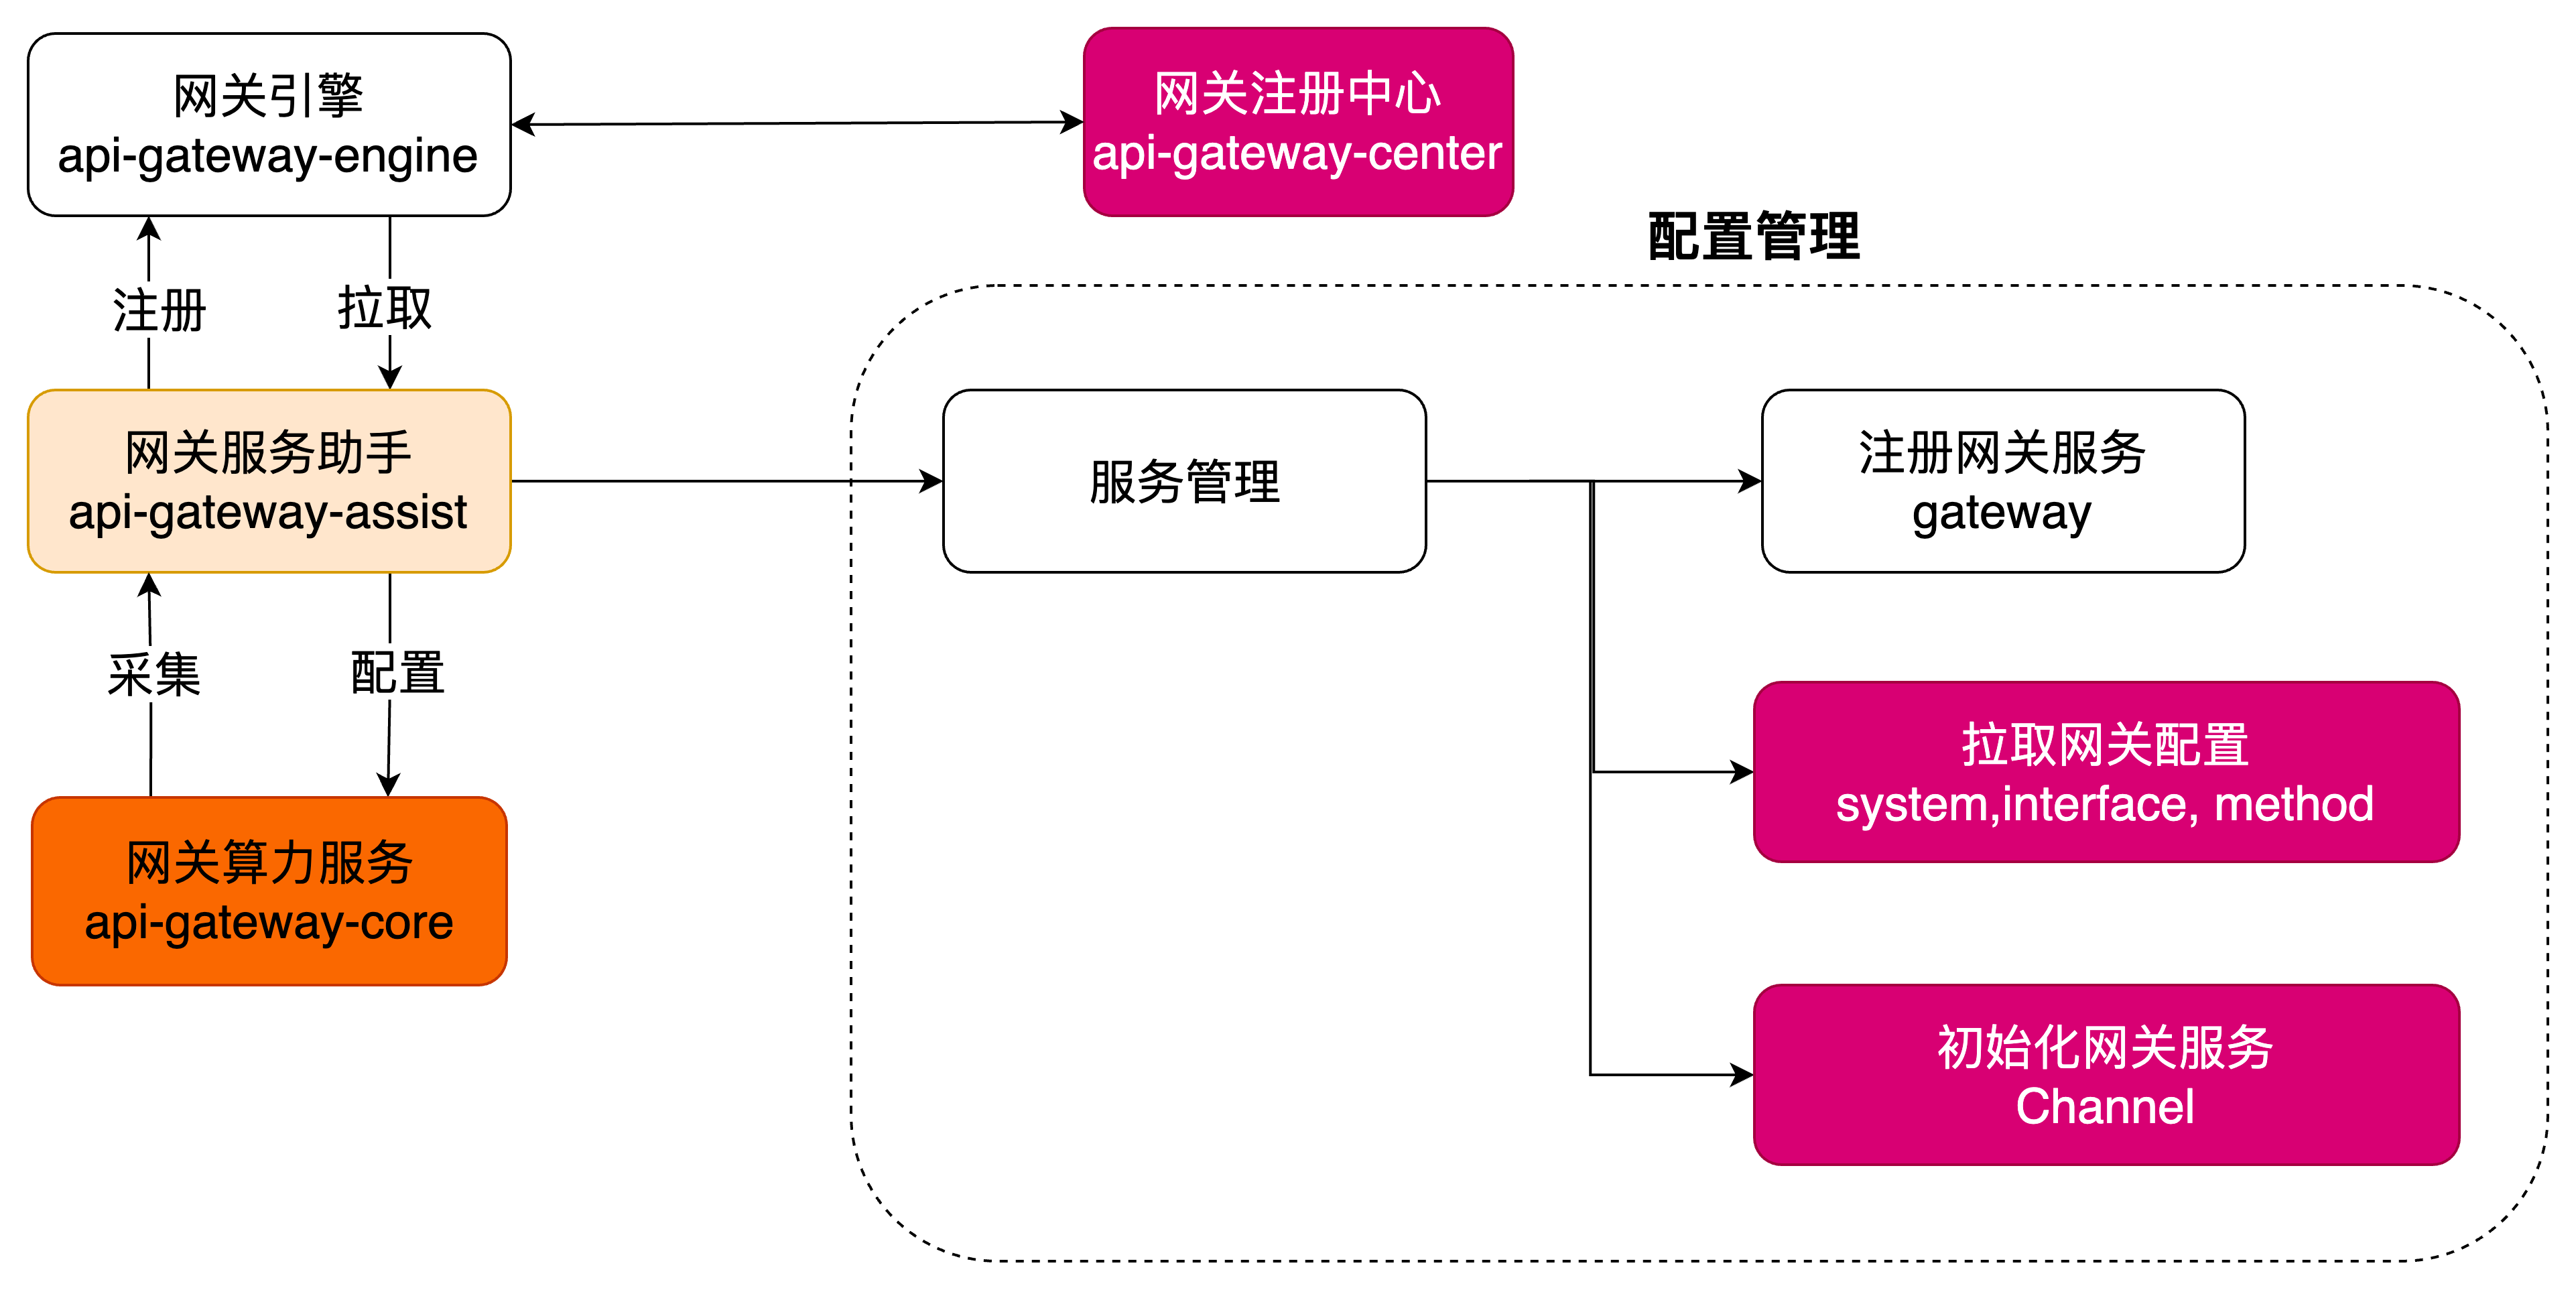 网关引擎
api-gateway-engine
网关注册中心
api-gateway-center
配置管理
注册
拉取
网关服务助手
api-gateway-assist
服务管理
注册网关服务
gateway
采集
配置
拉取网关配置
system,interface, method
网关算力服务
api-gateway-core
初始化网关服务
Channel